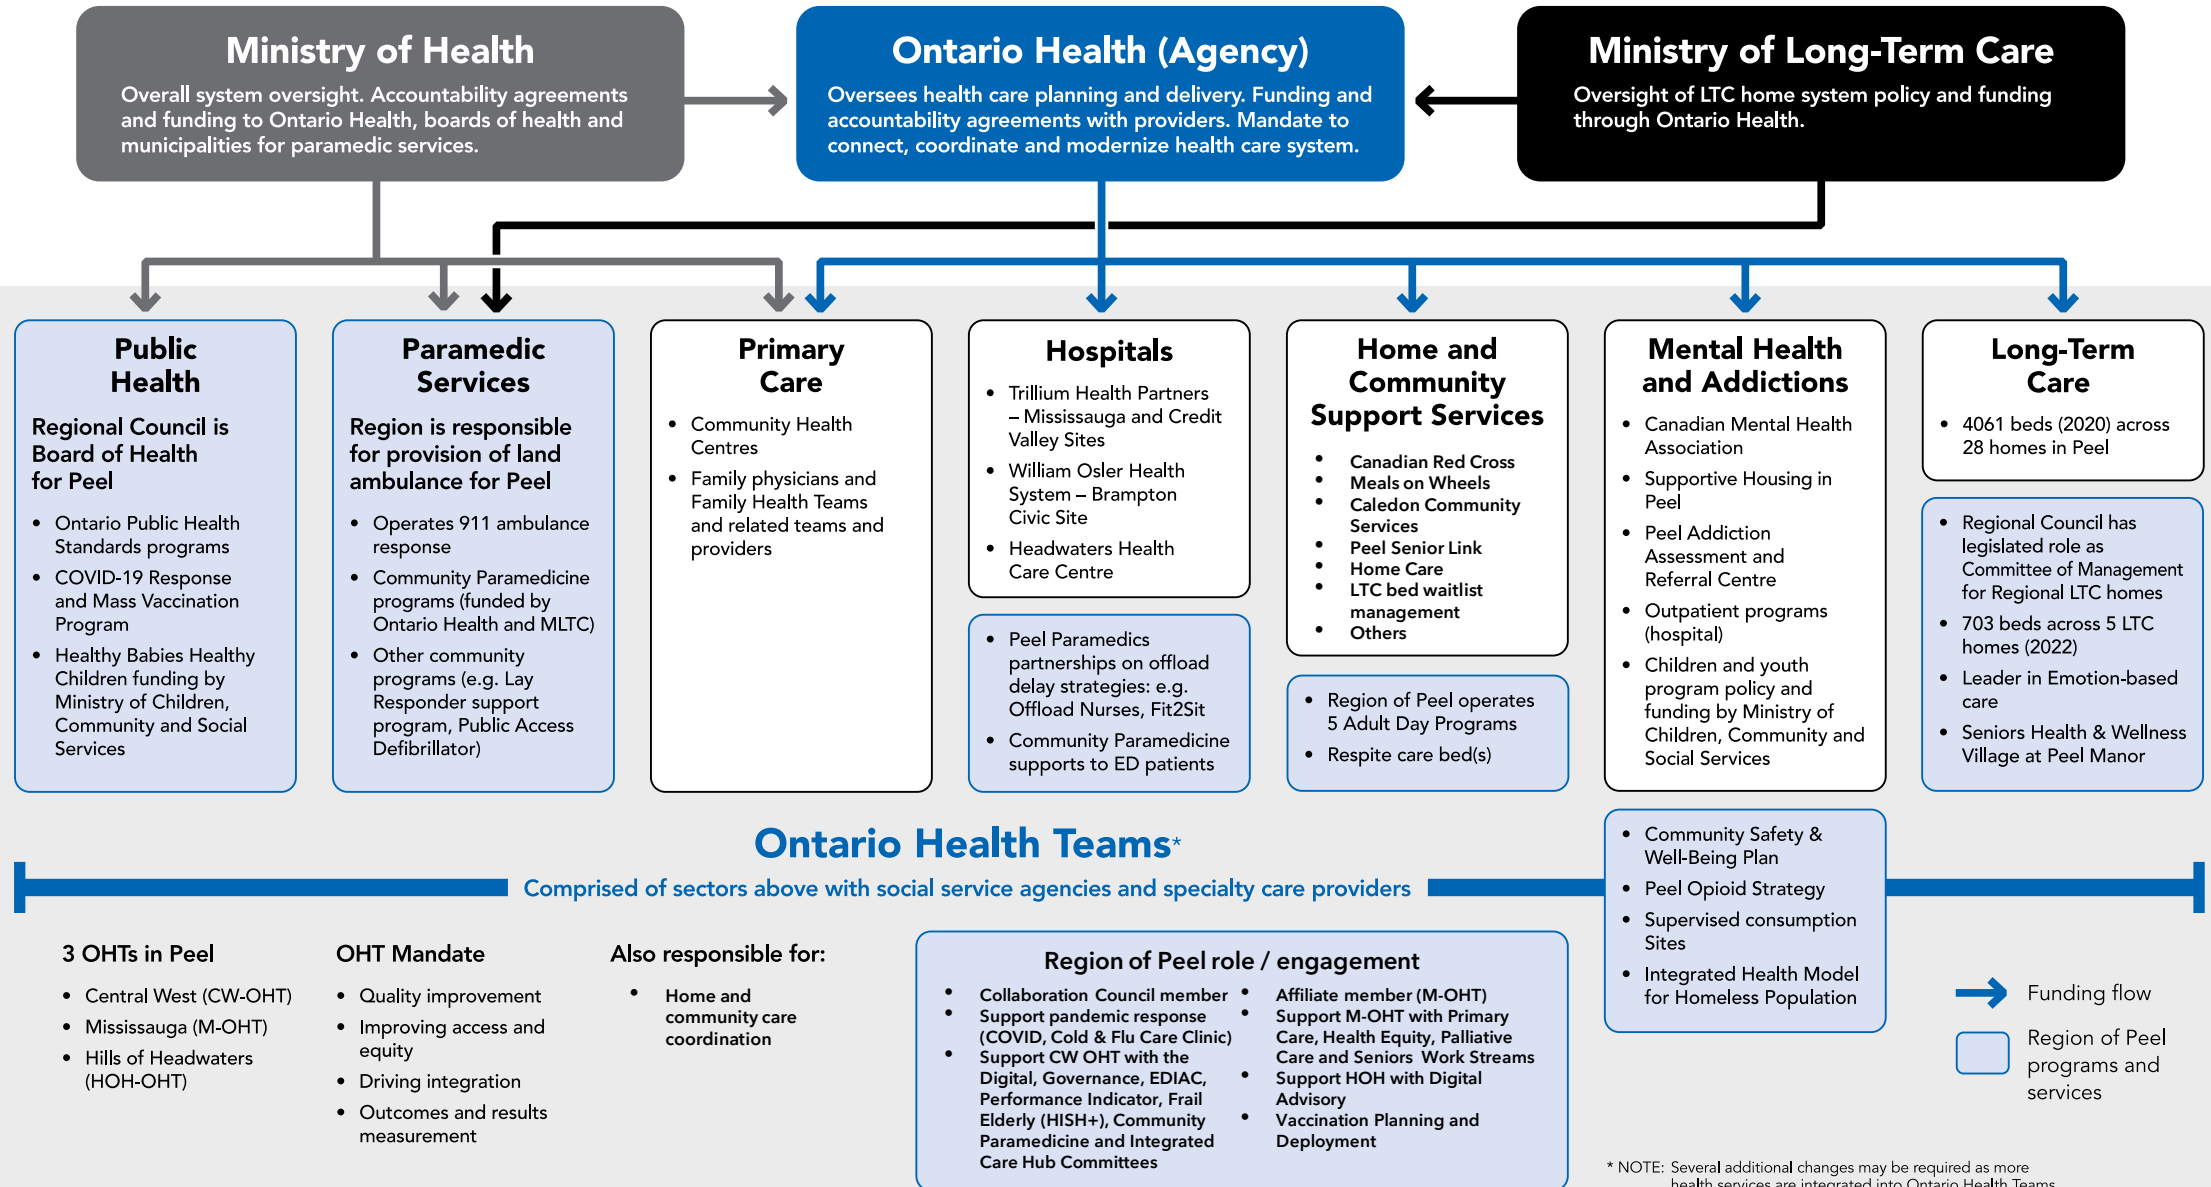 Ministry of Health
Overall system oversight. Accountability agreements
and funding to Ontario Health, boards of health and
municipalities for paramedic services.
Ontario Health (Agency)
Oversees health care planning and delivery. Funding and
accountability agreements with providers. Mandate to
connect, coordinate and modernize health care system.
Ministry of Long-Term Care
Oversight of LTC home system policy and funding
through Ontario Health.
Public
Health
Regional Council is
Board of Health
for Peel
• Ontario Public Health
Standards programs
• COVID-19 Response
and Mass Vaccination
Program
• Healthy Babies Healthy
Children funding by
Ministry of Children,
Community and Social
Services
Paramedic
Services
Region is responsible
for provision of land
ambulance for Peel
• Operates 911 ambulance
response
• Community Paramedicine
programs (funded by
Ontario Health and MLTC)
• Other community
programs (e.g. Lay
Responder support
program, Public Access
Defibrillator)
Primary
Care
• Community Health
Centres
• Family physicians and
Family Health Teams
and related teams and
providers
Hospitals
• Trillium Health Partners
– Mississauga and Credit
Valley Sites
• William Osler Health
System – Brampton
Civic Site
• Headwaters Health
Care Centre
• Peel Paramedics
partnerships on offload
delay strategies: e.g.
Offload Nurses, Fit2Sit
• Community Paramedicine
supports to ED patients
Home and
Community
Support Services
• Canadian Red Cross
• Meals on Wheels
• Caledon Community
Services
• Peel Senior Link
• Home Care
• LTC bed waitlist
management
• Others
• Region of Peel operates
5 Adult Day Programs
• Respite care bed(s)
Mental Health
and Addictions
• Canadian Mental Health
Association
• Supportive Housing in
Peel
• Peel Addiction
Assessment and
Referral Centre
• Outpatient programs
(hospital)
• Children and youth
program policy and
funding by Ministry of
Children, Community and
Social Services
• Community Safety &
Well-Being Plan
• Peel Opioid Strategy
• Supervised consumption
Sites
• Integrated Health Model
for Homeless Population
Long-Term
Care
• 4061 beds (2020) across
28 homes in Peel
• Regional Council has
legislated role as
Committee of Management
for Regional LTC homes
• 703 beds across 5 LTC
homes (2022)
• Leader in Emotion-based
care
• Seniors Health & Wellness
Village at Peel Manor
Ontario Health Teams*
Comprised of sectors above with social service agencies and specialty care providers
3 OHTs in Peel
• Central West (CW-OHT)
• Mississauga (M-OHT)
• Hills of Headwaters
(HOH-OHT)
OHT Mandate
• Quality improvement
• Improving access and
equity
• Driving integration
• Outcomes and results
measurement
Also responsible for:
• Home and
community care
coordination
Region of Peel role / engagement
• Collaboration Council member
• Support pandemic response
(COVID, Cold & Flu Care Clinic)
• Support CW OHT with the
Digital, Governance, EDIAC,
Performance Indicator, Frail
Elderly (HISH+), Community
Paramedicine and Integrated
Care Hub Committees
• Affiliate member (M-OHT)
• Support M-OHT with Primary
Care, Health Equity, Palliative
Care and Seniors Work Streams
• Support HOH with Digital
Advisory
• Vaccination Planning and
Deployment
Funding flow
Region of Peel
programs and
services
* NOTE: Several additional changes may be required as more
health services are integrated into Ontario Health Teams